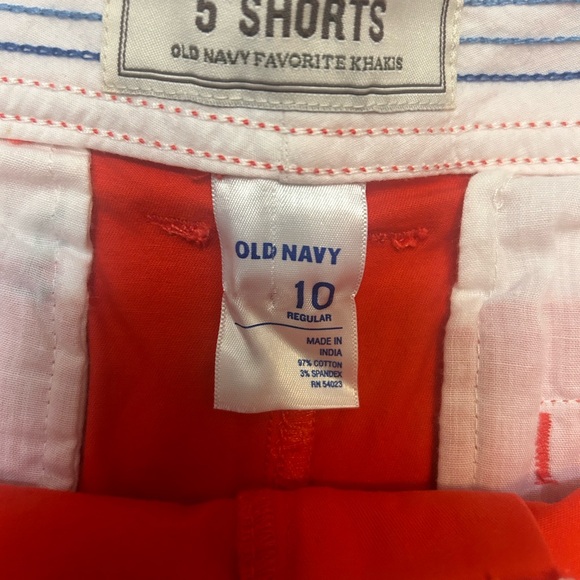 5 SHORTS
OLD NAVY FAVORITE KHAKIS
OLD NAVY
10
REGULAR
MADE IN
INDIA
97% COTTON
3% SPANDEX
RN 54023